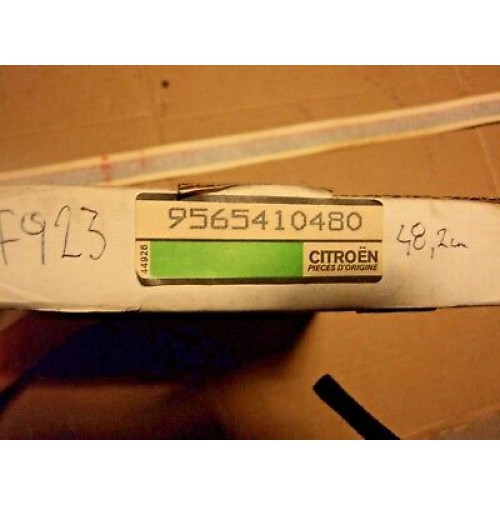 F923
9565410480
44926
CITROËN
PIECES D'ORIGINE
48,2cm